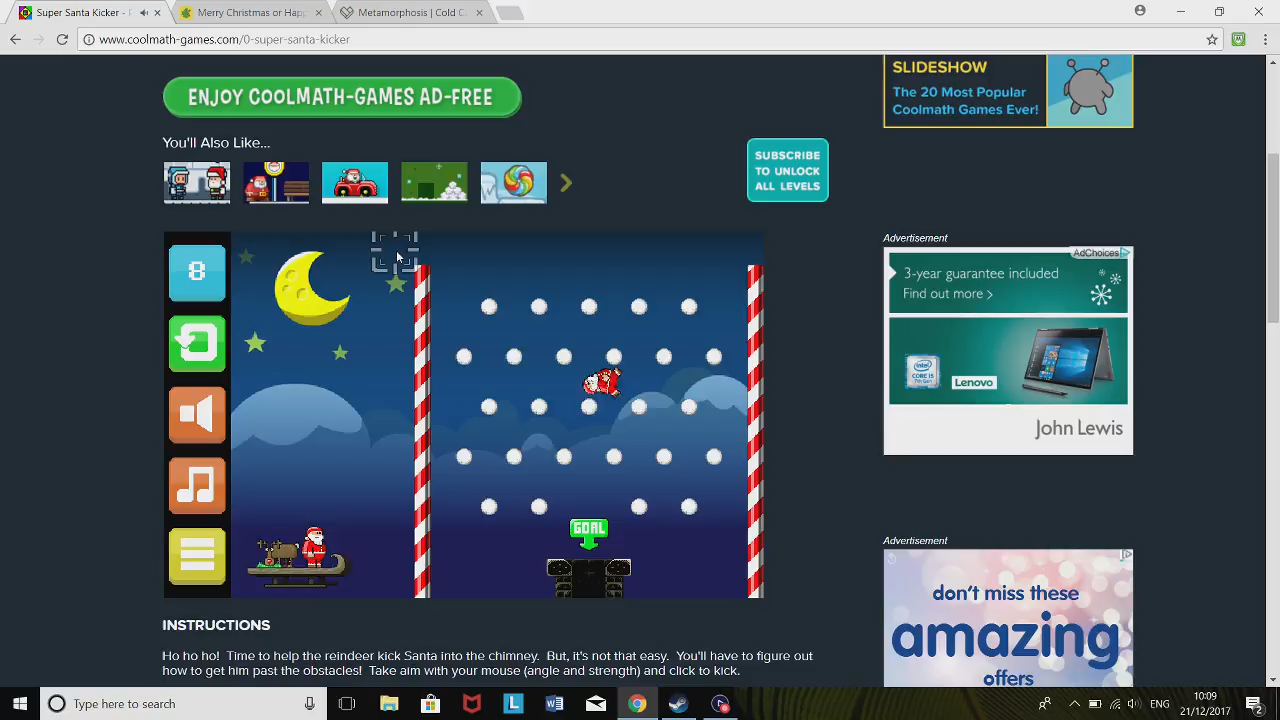 Super Santa Kicker - P
Merry Christmas or Hap
Metamorphosis | Cold C
www.coolmath-games.com/0-super-santa-kicker
ENJOY COOLMATH-GAMES AD-FREE
SLIDESHOW
The 20 Most Popular
Coolmath Games Ever!
You'll Also Like...
SUBSCRIBE
TO UNLOCK
ALL LEVELS
Advertisement
AdChoices
3-year guarantee included
Find out more >
8
Lenovo
John Lewis
GOAL
Advertisement
don't miss these
amazing
offers
INSTRUCTIONS
Ho ho ho! Time to help the reindeer kick Santa into the chimney. But, it's not that easy. You'll have to figure out
how to get him past the obstacles! Take aim with your mouse (angle and strength) and click to kick.
Type here to search
ENG
10:09
21/12/2017